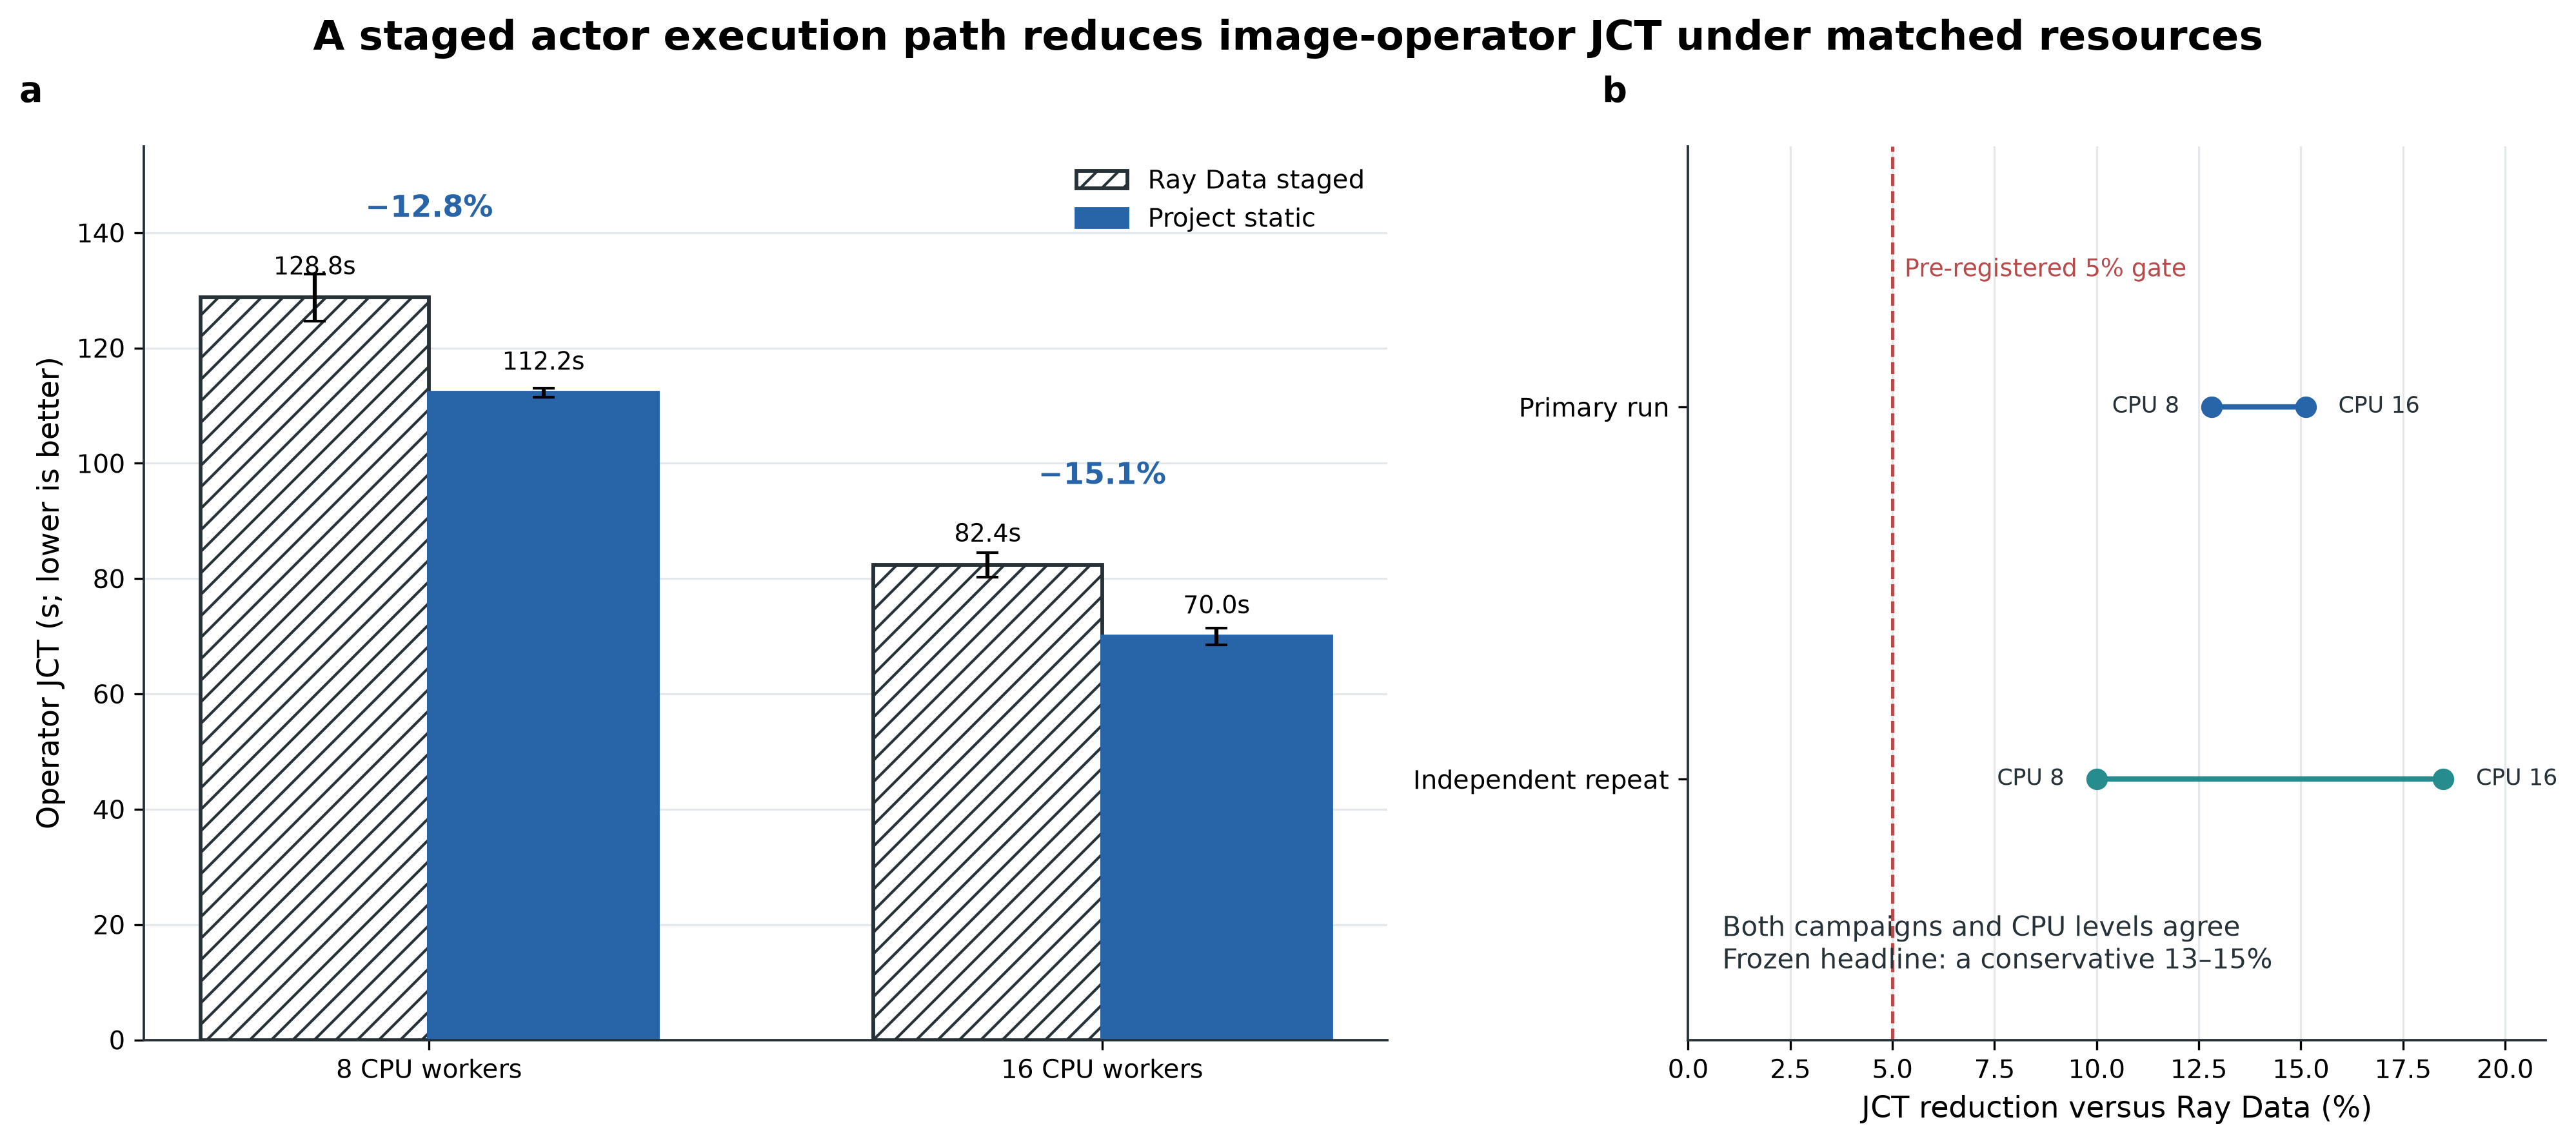 A staged actor execution path reduces image-operator JCT under matched resources
a
Operator JCT (s; lower is better)
140
120
100
80
60
40
20
0
−12.8%
128.8s
112.2s
−15.1%
82.4s
70.0s
Ray Data staged
Project static
8 CPU workers
16 CPU workers
b
Pre-registered 5% gate
Primary run
CPU 8
CPU 16
Independent repeat
CPU 8
CPU 16
Both campaigns and CPU levels agree
Frozen headline: a conservative 13–15%
0.0
2.5
5.0
7.5
10.0
12.5
15.0
17.5
20.0
JCT reduction versus Ray Data (%)